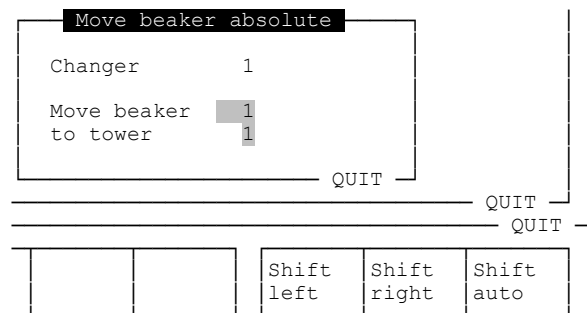 Move beaker absolute
Changer 1
Move beaker 1
to tower 1
QUIT
QUIT
QUIT
Shift Shift Shift
left right auto